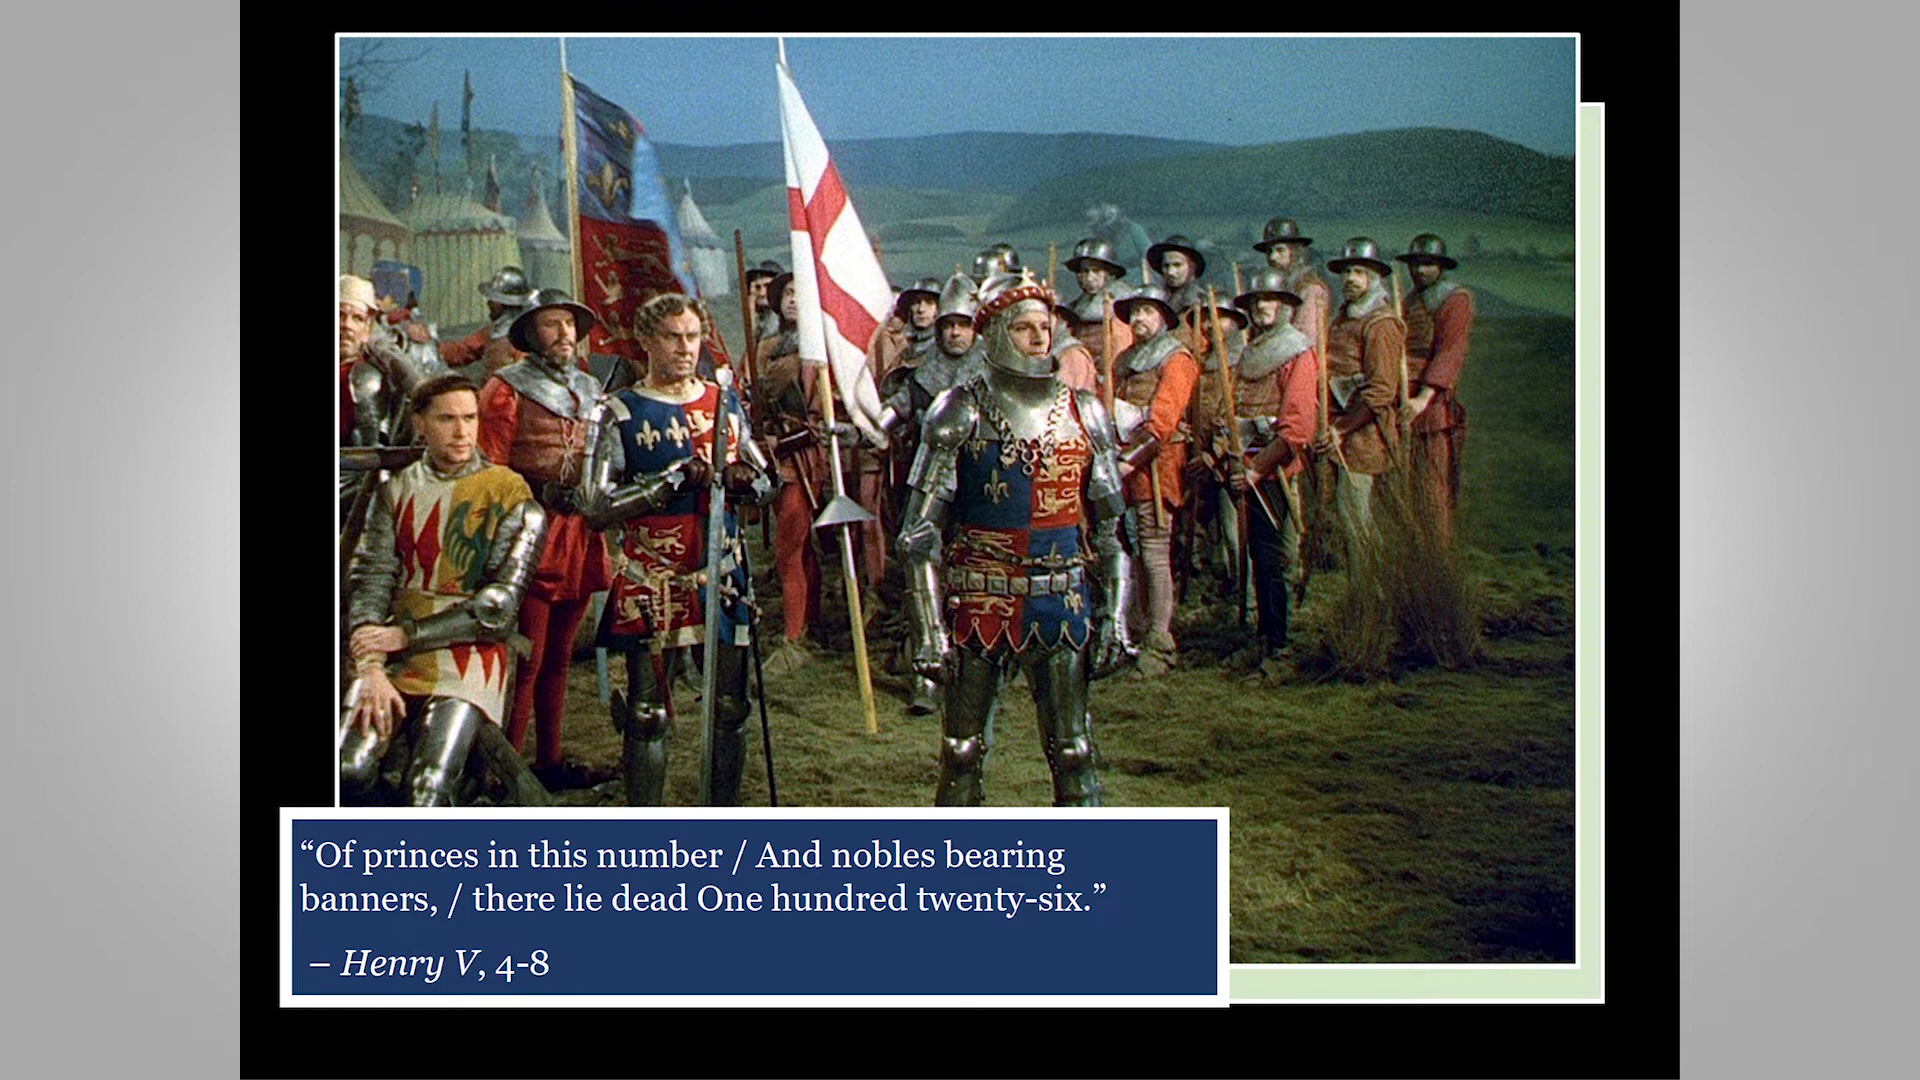 “Of princes in this number / And nobles bearing
banners, / there lie dead One hundred twenty-six.”
– Henry V, 4-8